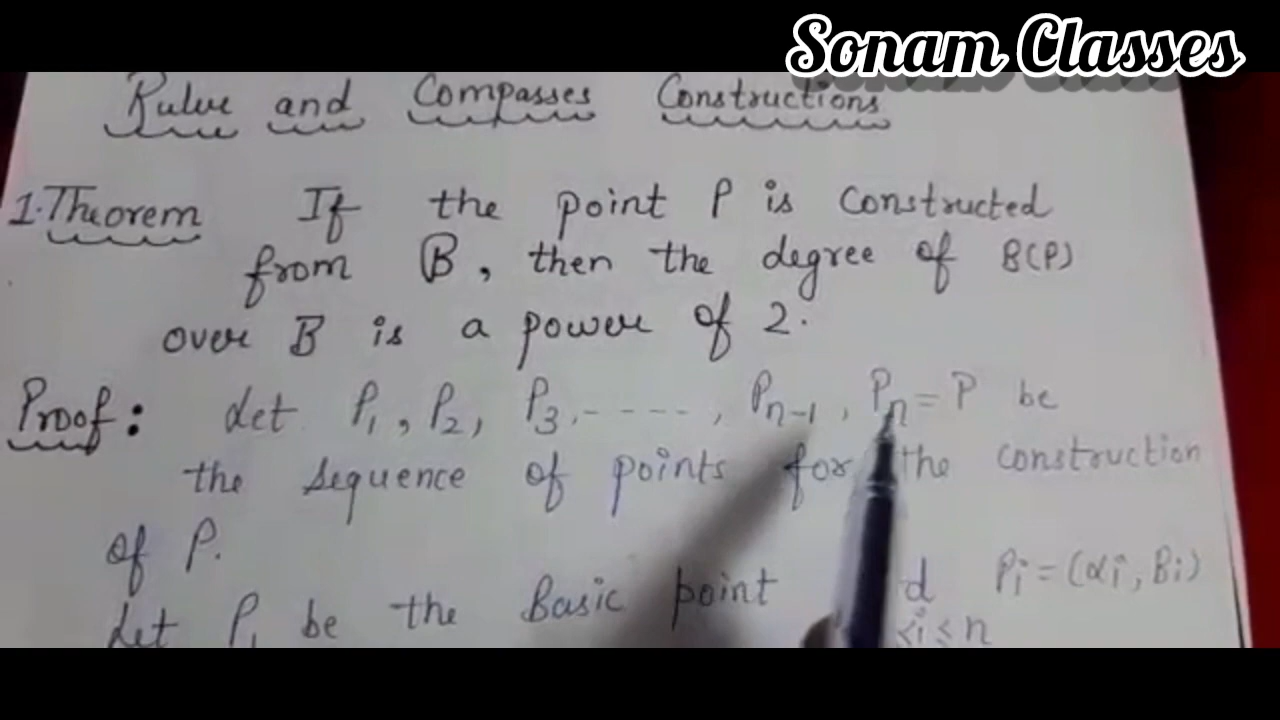 Sonam Classes
Ruler and Compasses Constructions
1. Theorem If the point P is constructed
from B, then the degree of B(P)
over B is a power of 2.
Proof: Let P1, P2, P3, - - - - -, Pn-1, Pn = P be
the sequence of points for the construction
of P.
Let P1 be the Basic point Pi = (αi, Bi)
≤ i ≤ n